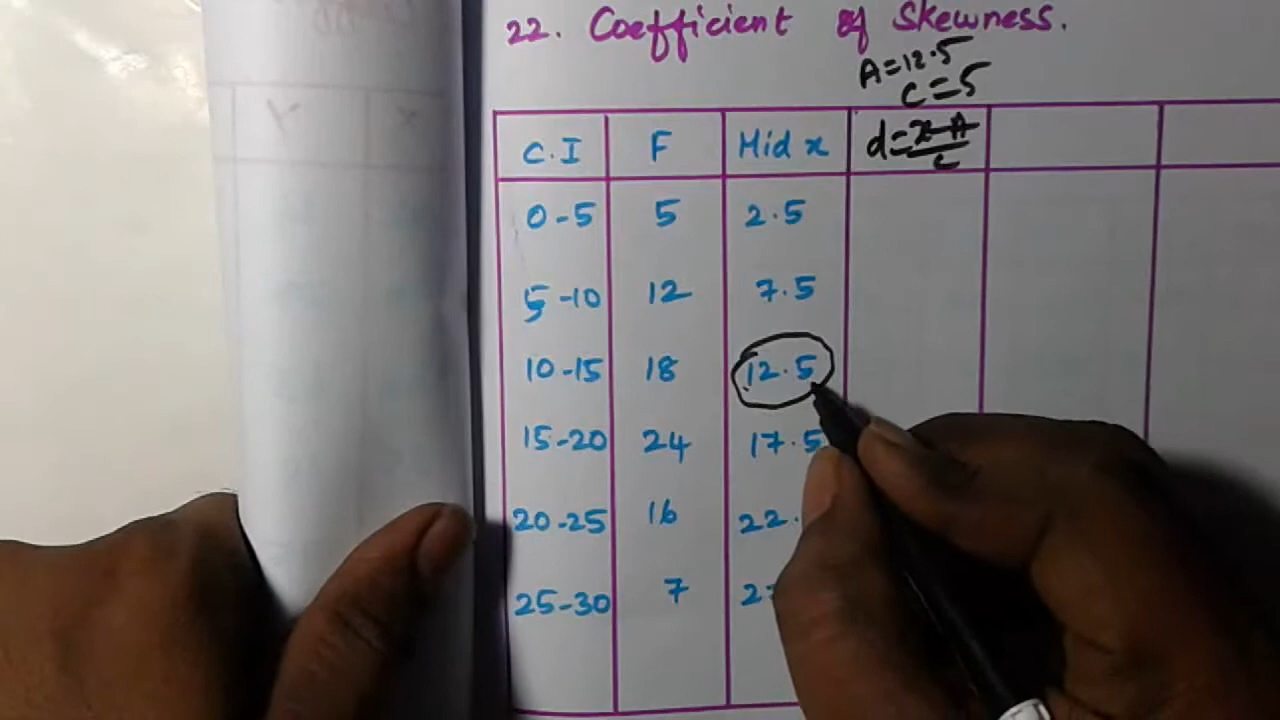 22. Coefficient of Skewness.
A=12.5
C=5
C.I F Mid x d=x-A/c
0-5 5 2.5
5-10 12 7.5
10-15 18 12.5
15-20 24 17.5
20-25 16 22.
25-30 7